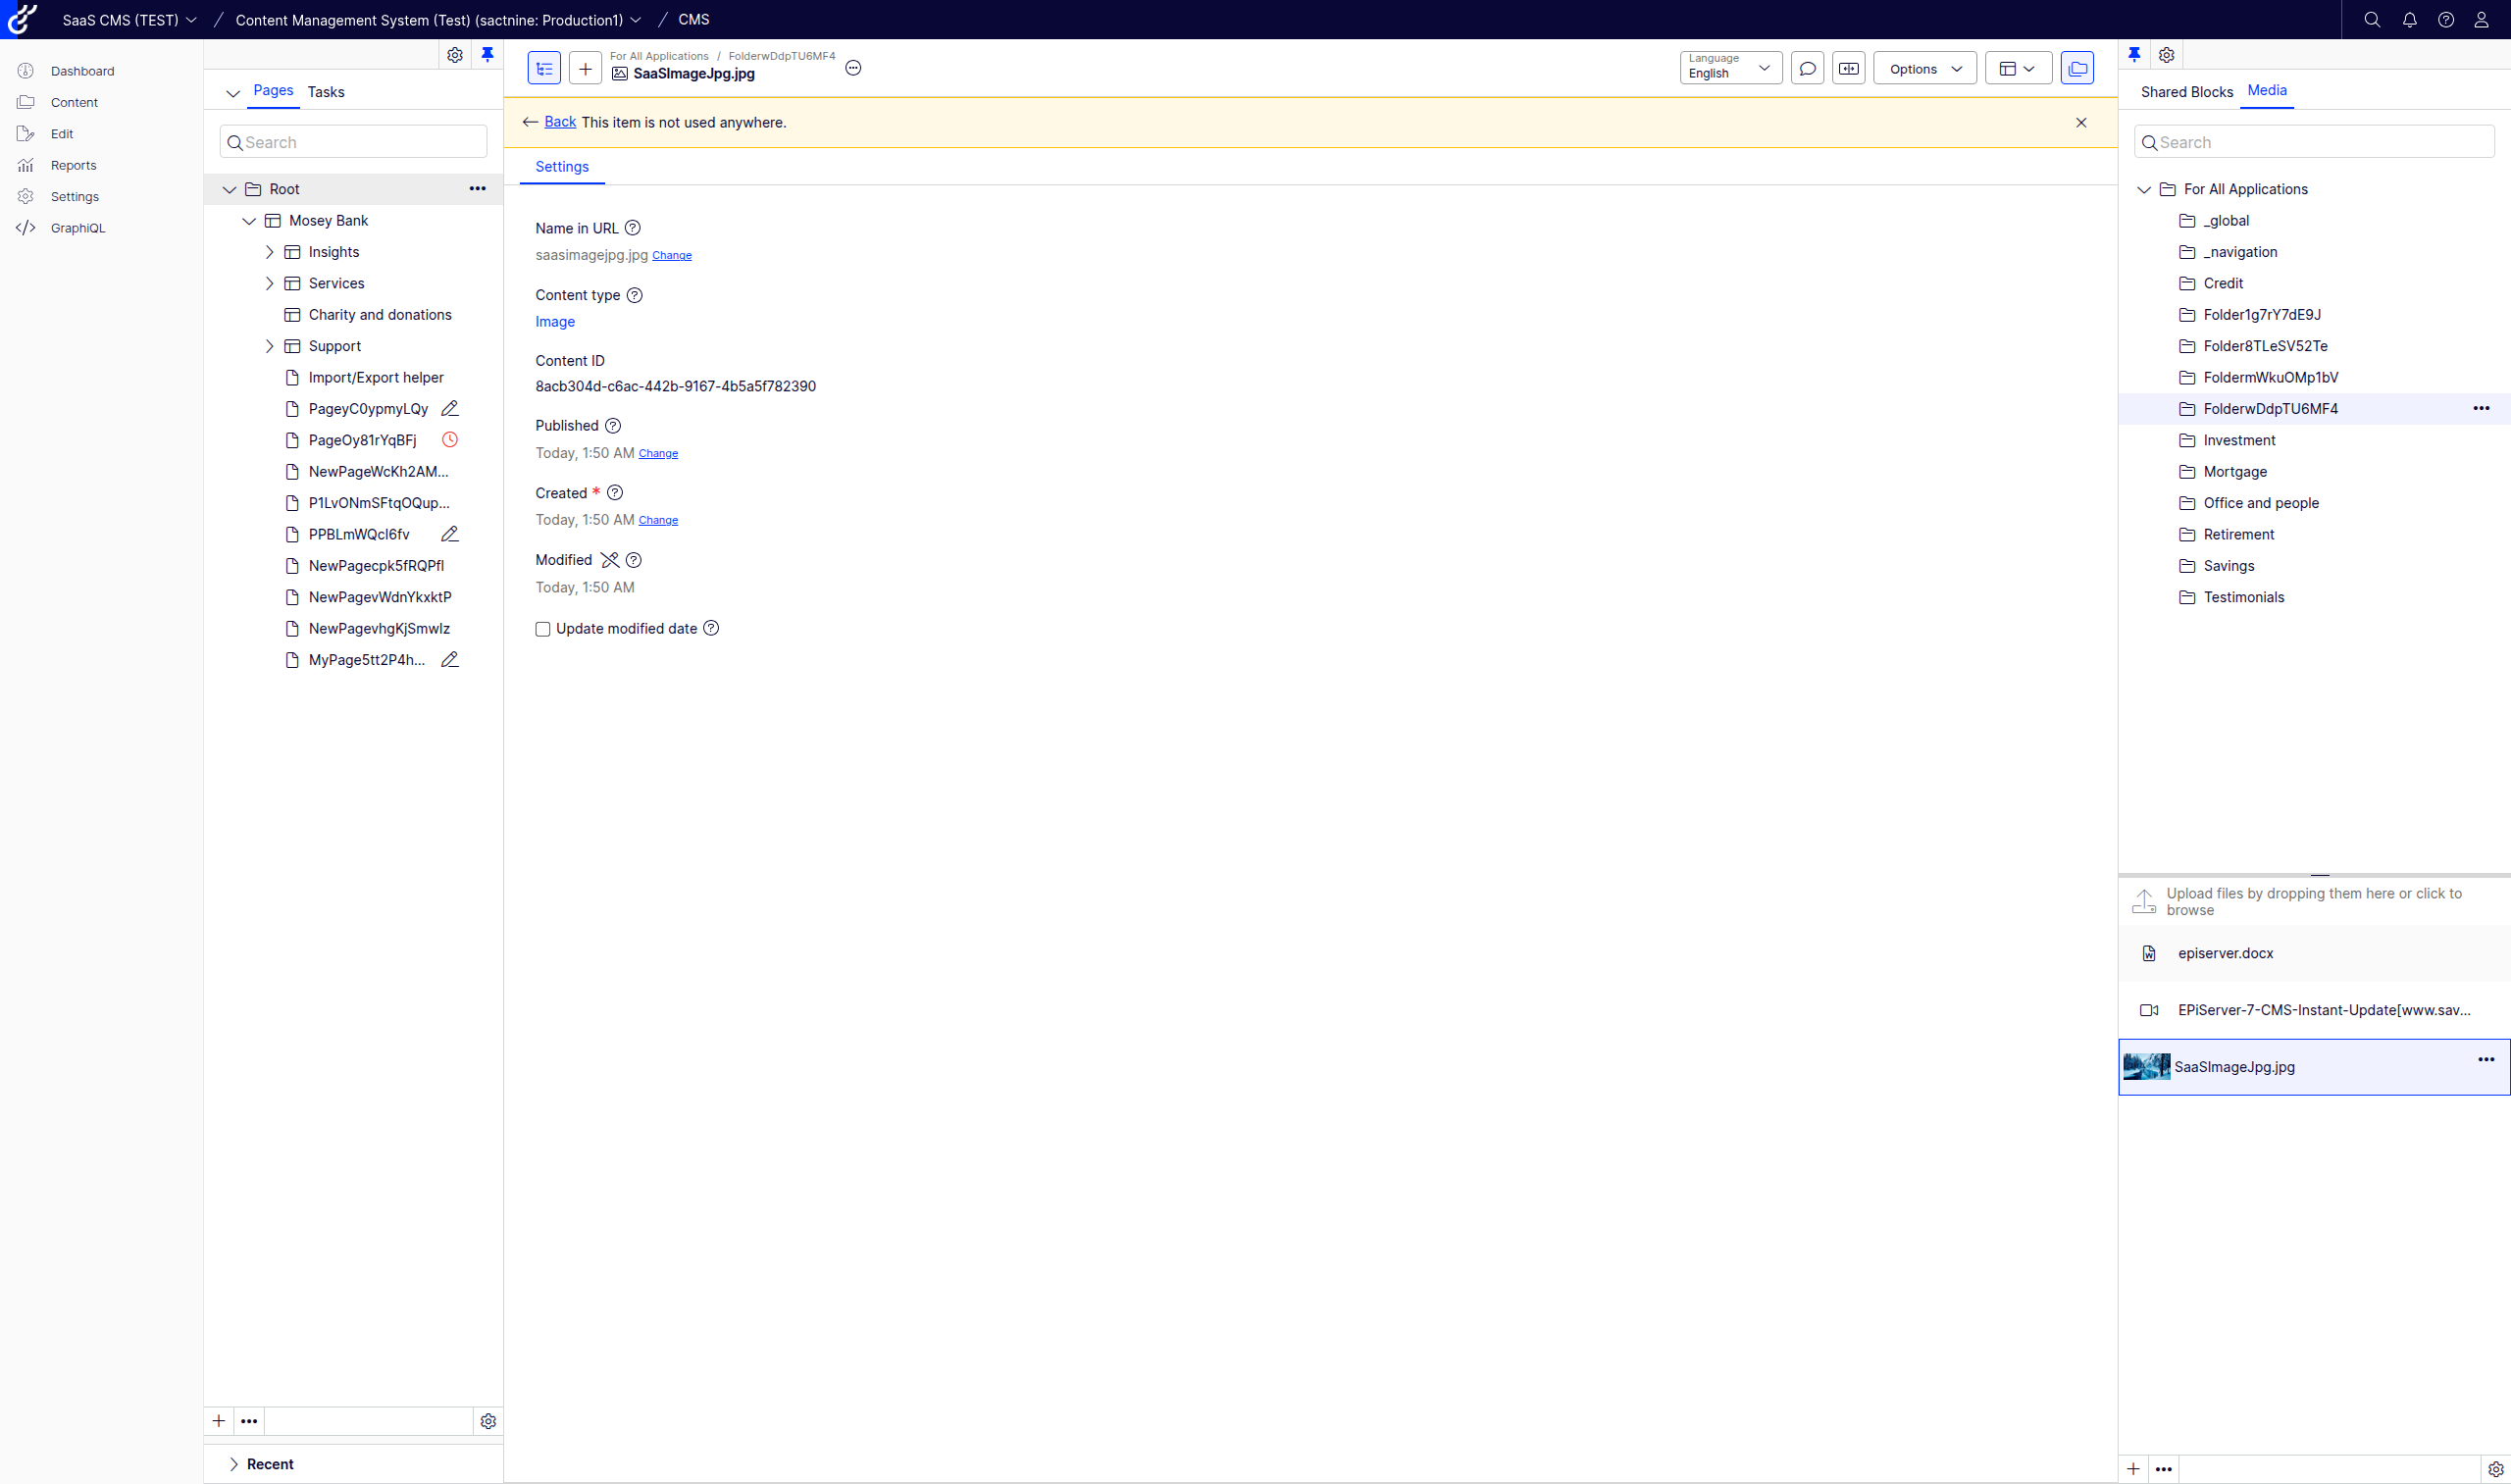 SaaS CMS (TEST) / Content Management System (Test) (sactnine: Production1) / CMS
Dashboard
Content
Edit
Reports
Settings
GraphiQL
Pages Tasks
Search
Root
Mosey Bank
Insights
Services
Charity and donations
Support
Import/Export helper
PageyC0ypmyLQy
PageOy81rYqBFj
NewPageWcKh2AM...
P1LvONmSFtqOQup...
PPBLmWQcI6fv
NewPagecpk5fRQPfI
NewPagevWdnYkxktP
NewPagevhgKjSmwIz
MyPage5tt2P4h...
Recent
For All Applications / FolderwDdpTU6MF4
SaaSImageJpg.jpg
Language
English
Options
Back This item is not used anywhere.
Settings
Name in URL
saasimagejpg.jpg Change
Content type
Image
Content ID
8acb304d-c6ac-442b-9167-4b5a5f782390
Published
Today, 1:50 AM Change
Created *
Today, 1:50 AM Change
Modified
Today, 1:50 AM
Update modified date
Shared Blocks Media
Search
For All Applications
_global
_navigation
Credit
Folder1g7rY7dE9J
Folder8TLeSV52Te
FoldermWkuOMp1bV
FolderwDdpTU6MF4
Investment
Mortgage
Office and people
Retirement
Savings
Testimonials
Upload files by dropping them here or click to
browse
episerver.docx
EPiServer-7-CMS-Instant-Update[www.sav...
SaaSImageJpg.jpg